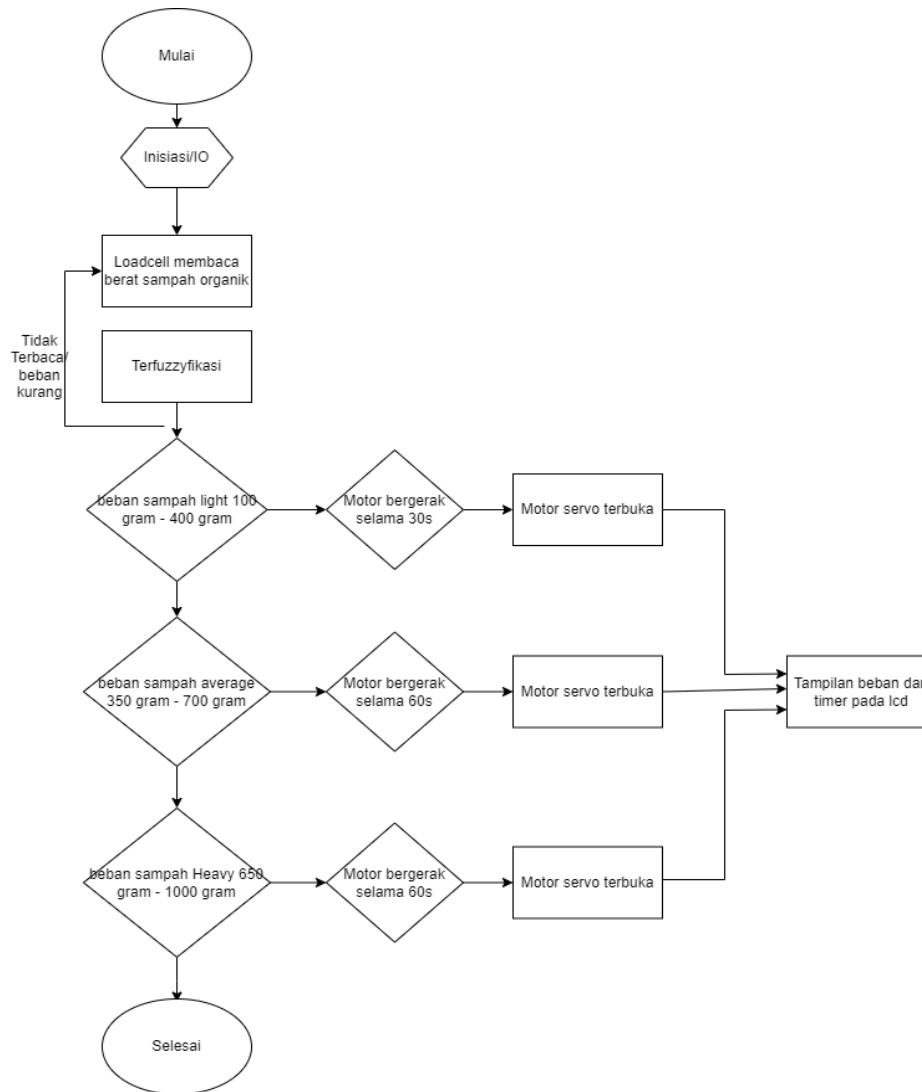 Mulai
Inisiasi/IO
Loadcell membaca
berat sampah organik
Tidak
Terbaca/
beban
kurang
Terfuzzyfikasi
beban sampah light 100
gram - 400 gram
Motor bergerak
selama 30s
Motor servo terbuka
beban sampah average
350 gram - 700 gram
Motor bergerak
selama 60s
Motor servo terbuka
Tampilan beban dan
timer pada lcd
beban sampah Heavy 650
gram - 1000 gram
Motor bergerak
selama 60s
Motor servo terbuka
Selesai